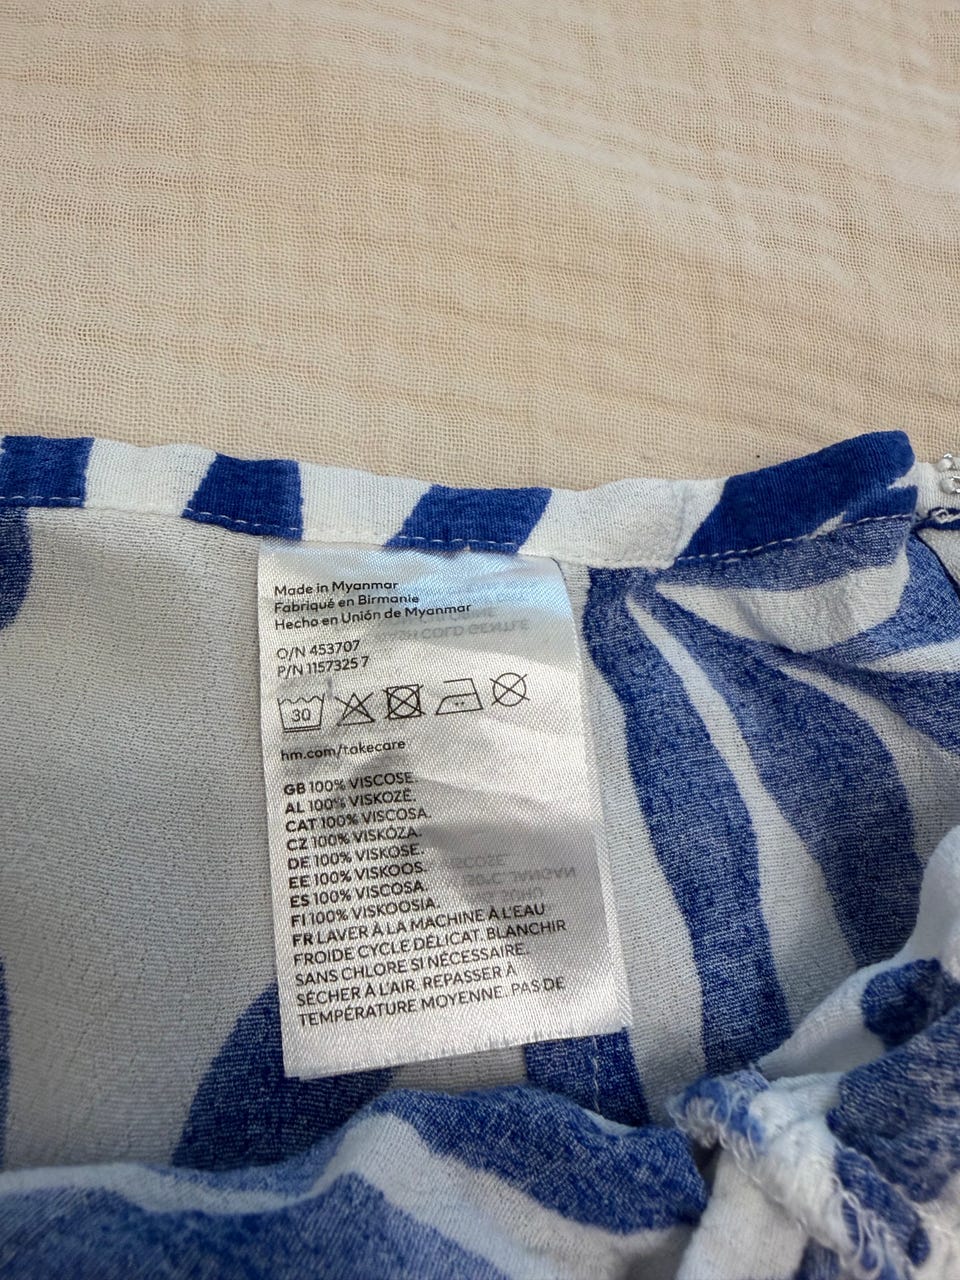 Made in Myanmar
Fabriqué en Birmanie
Hecho en Unión de Myanmar
O/N 453707
P/N 1157325 7
30
hm.com/takecare
GB 100% VISCOSE.
AL 100% VISKOZË.
CAT 100% VISCOSA.
CZ 100% VISKÓZA.
DE 100% VISKOSE.
EE 100% VISKOOS.
ES 100% VISCOSA.
FI 100% VISKOOSIA.
FR LAVER À LA MACHINE À L'EAU
FROIDE CYCLE DÉLICAT. BLANCHIR
SANS CHLORE SI NÉCESSAIRE.
SÉCHER À L'AIR. REPASSER À
TEMPÉRATURE MOYENNE. PAS DE